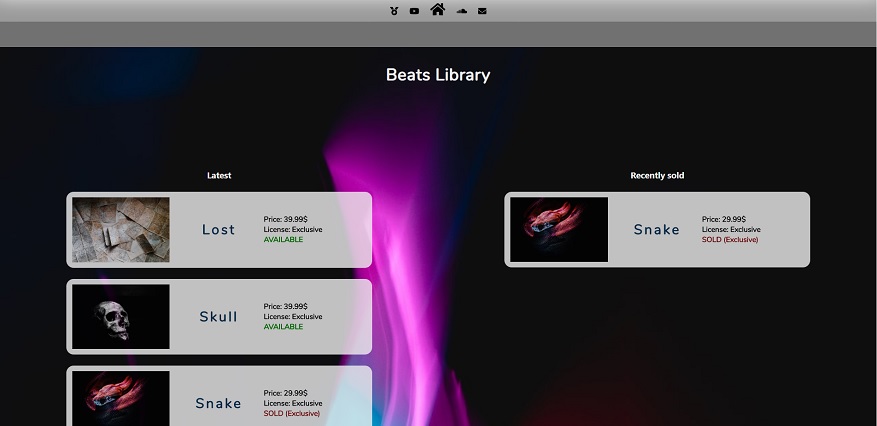 Beats Library
Latest
Lost
Price: 39.99$
License: Exclusive
AVAILABLE
Skull
Price: 39.99$
License: Exclusive
AVAILABLE
Snake
Price: 29.99$
License: Exclusive
SOLD (Exclusive)
Recently sold
Snake
Price: 29.99$
License: Exclusive
SOLD (Exclusive)